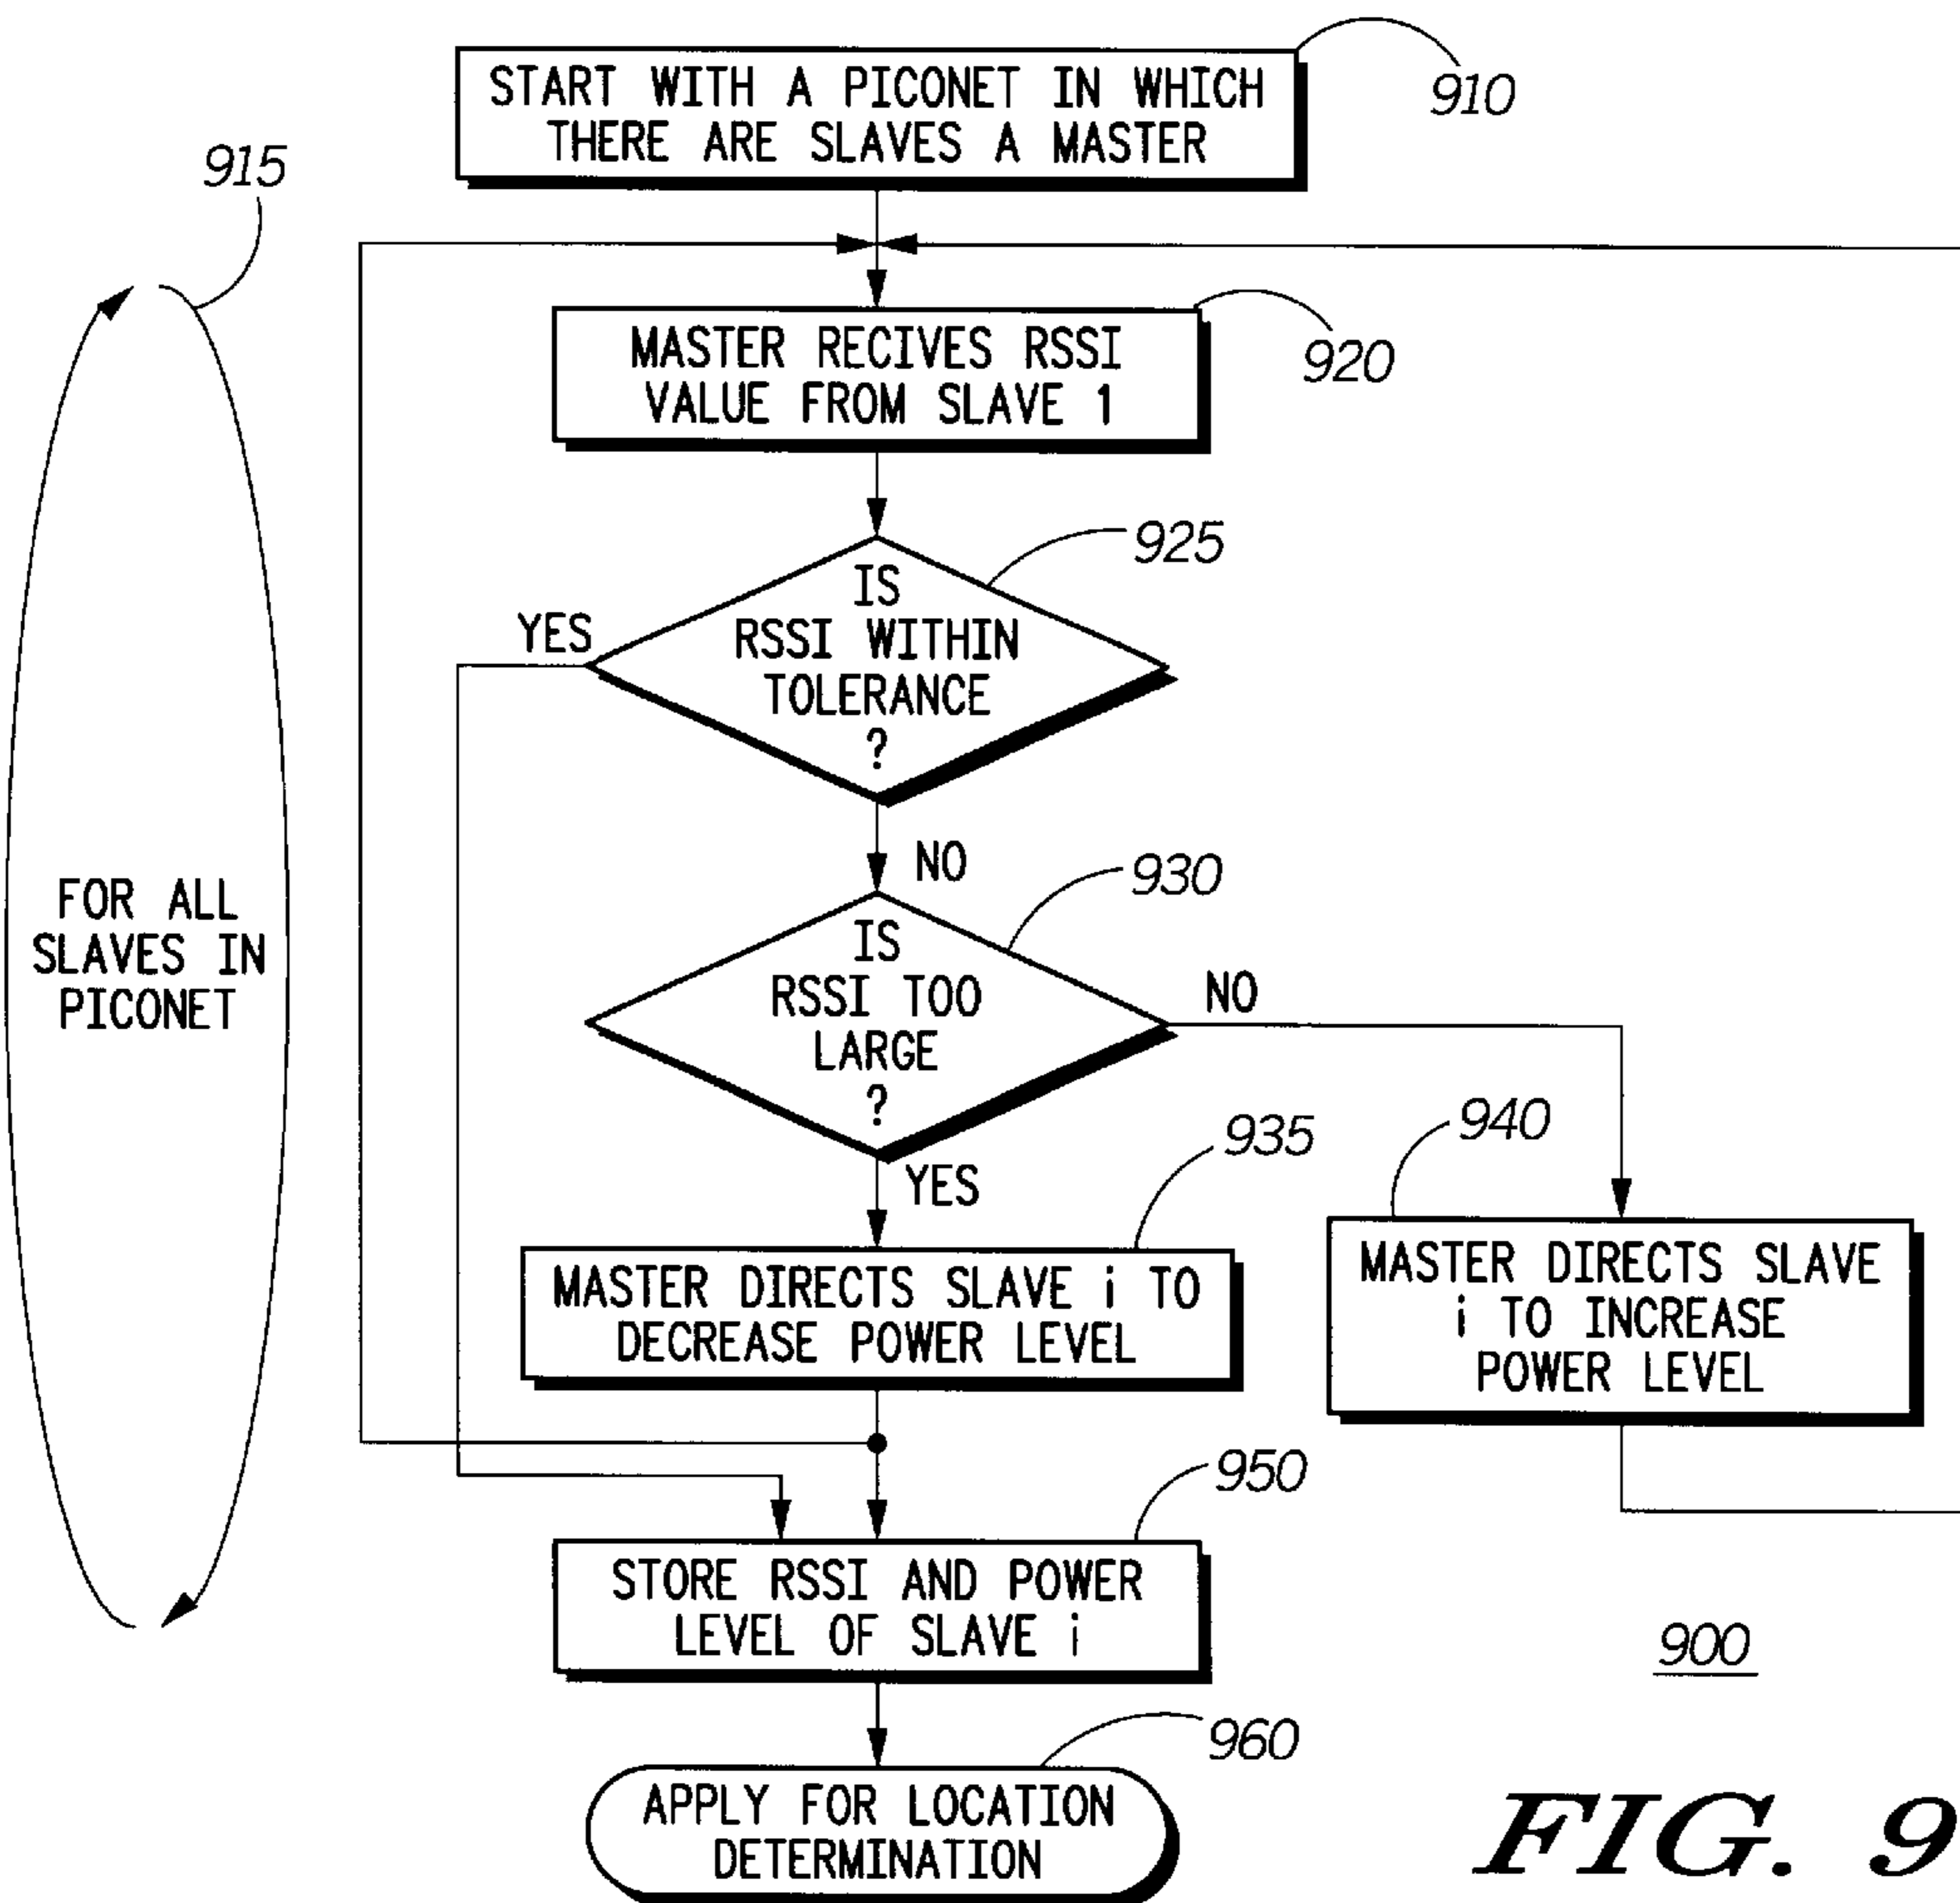 START WITH A PICONET IN WHICH
THERE ARE SLAVES A MASTER
910
915
MASTER RECIVES RSSI
VALUE FROM SLAVE 1
920
IS
RSSI WITHIN
TOLERANCE
?
925
YES
NO
FOR ALL
SLAVES IN
PICONET
IS
RSSI TOO
LARGE
?
930
NO
YES
935
MASTER DIRECTS SLAVE i TO
DECREASE POWER LEVEL
940
MASTER DIRECTS SLAVE
i TO INCREASE
POWER LEVEL
950
STORE RSSI AND POWER
LEVEL OF SLAVE i
900
960
APPLY FOR LOCATION
DETERMINATION
FIG. 9